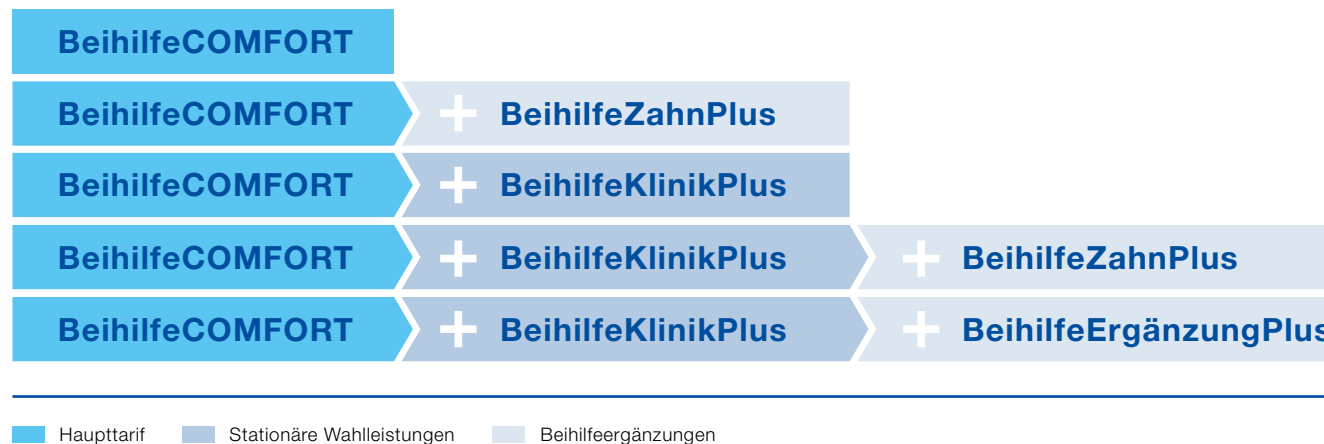 BeihilfeCOMFORT
BeihilfeCOMFORT + BeihilfeZahnPlus
BeihilfeCOMFORT + BeihilfeKlinikPlus
BeihilfeCOMFORT + BeihilfeKlinikPlus + BeihilfeZahnPlus
BeihilfeCOMFORT + BeihilfeKlinikPlus + BeihilfeErgänzungPlus
Haupttarif Stationäre Wahlleistungen Beihilfeergänzungen